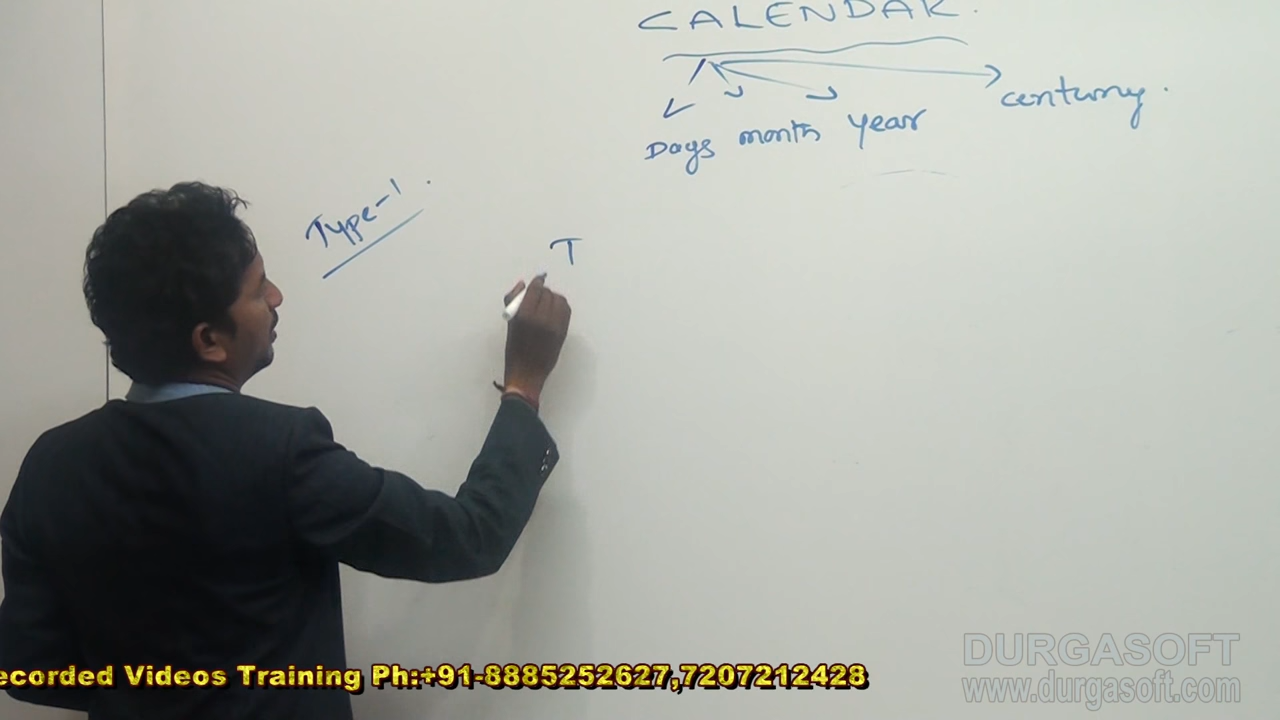 CALENDAR.
Days month year century.
Type-1.
T
ecorded Videos Training Ph:+91-8885252627,7207212428
DURGASOFT
www.durgasoft.com